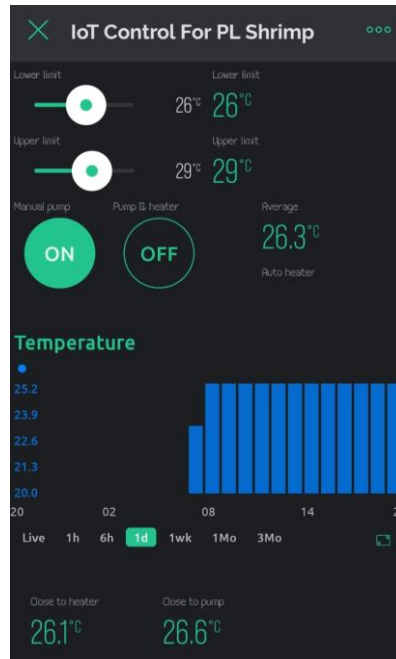 IoT Control For PL Shrimp
Lower limit Lower limit
26°C 26°C
Upper limit Upper limit
29°C 29°C
Manual pump Pump & heater Average
ON OFF 26.3°C
Auto heater
Temperature
25.2
23.9
22.6
21.3
20.0
20 02 08 14 2
Live 1h 6h 1d 1wk 1Mo 3Mo
Close to heater Close to pump
26.1°C 26.6°C